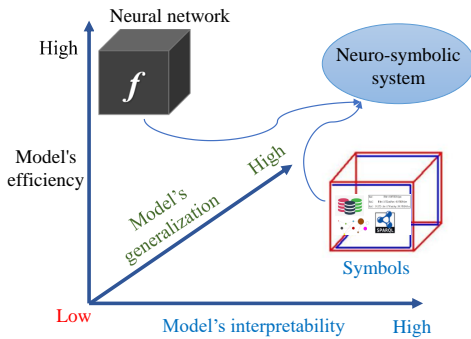 Neural network
High
f
Neuro-symbolic
system
Model's
efficiency
High
Model's
generalization
SPARQL
Symbols
Low
Model's interpretability
High